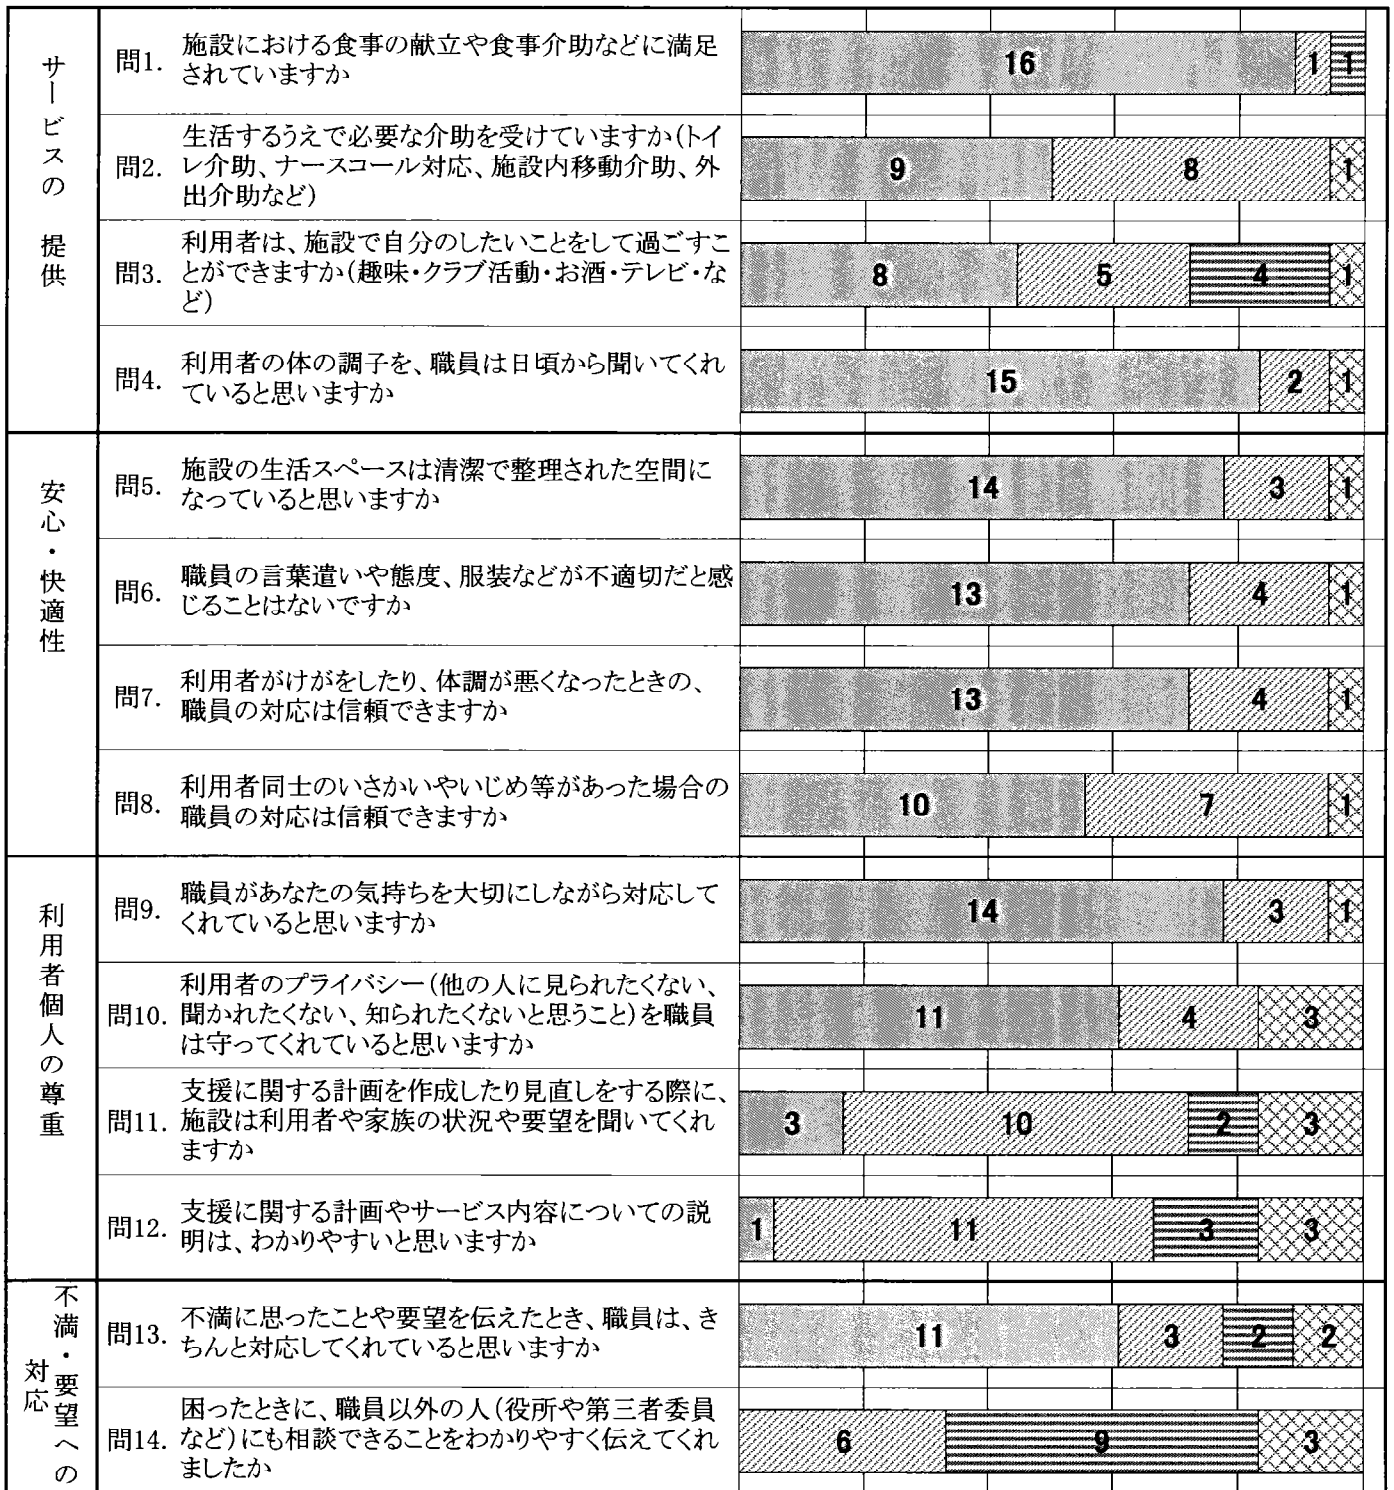 サービスの 提供
問1.
施設における食事の献立や食事介助などに満足
されていますか
16
1
1
問2.
生活するうえで必要な介助を受けていますか(トイ
レ介助、ナースコール対応、施設内移動介助、外
出介助など)
9
8
1
問3.
利用者は、施設で自分のしたいことをして過ごすこ
とができますか(趣味・クラブ活動・お酒・テレビ・な
ど)
8
5
4
1
問4.
利用者の体の調子を、職員は日頃から聞いてくれ
ていると思いますか
15
2
1
安心・快適性
問5.
施設の生活スペースは清潔で整理された空間に
なっていると思いますか
14
3
1
問6.
職員の言葉遣いや態度、服装などが不適切だと感
じることはないですか
13
4
1
問7.
利用者がけがをしたり、体調が悪くなったときの、
職員の対応は信頼できますか
13
4
1
問8.
利用者同士のいさかいやいじめ等があった場合の
職員の対応は信頼できますか
10
7
1
利用者個人の尊重
問9.
職員があなたの気持ちを大切にしながら対応して
くれていると思いますか
14
3
1
問10.
利用者のプライバシー(他の人に見られたくない、
聞かれたくない、知られたくないと思うこと)を職員
は守ってくれていると思いますか
11
4
3
問11.
支援に関する計画を作成したり見直しをする際に、
施設は利用者や家族の状況や要望を聞いてくれ
ますか
3
10
2
3
問12.
支援に関する計画やサービス内容についての説
明は、わかりやすいと思いますか
1
11
3
3
不満・要望への
対応
問13.
不満に思ったことや要望を伝えたとき、職員は、き
ちんと対応してくれていると思いますか
11
3
2
2
問14.
困ったときに、職員以外の人(役所や第三者委員
など)にも相談できることをわかりやすく伝えてくれ
ましたか
6
9
3